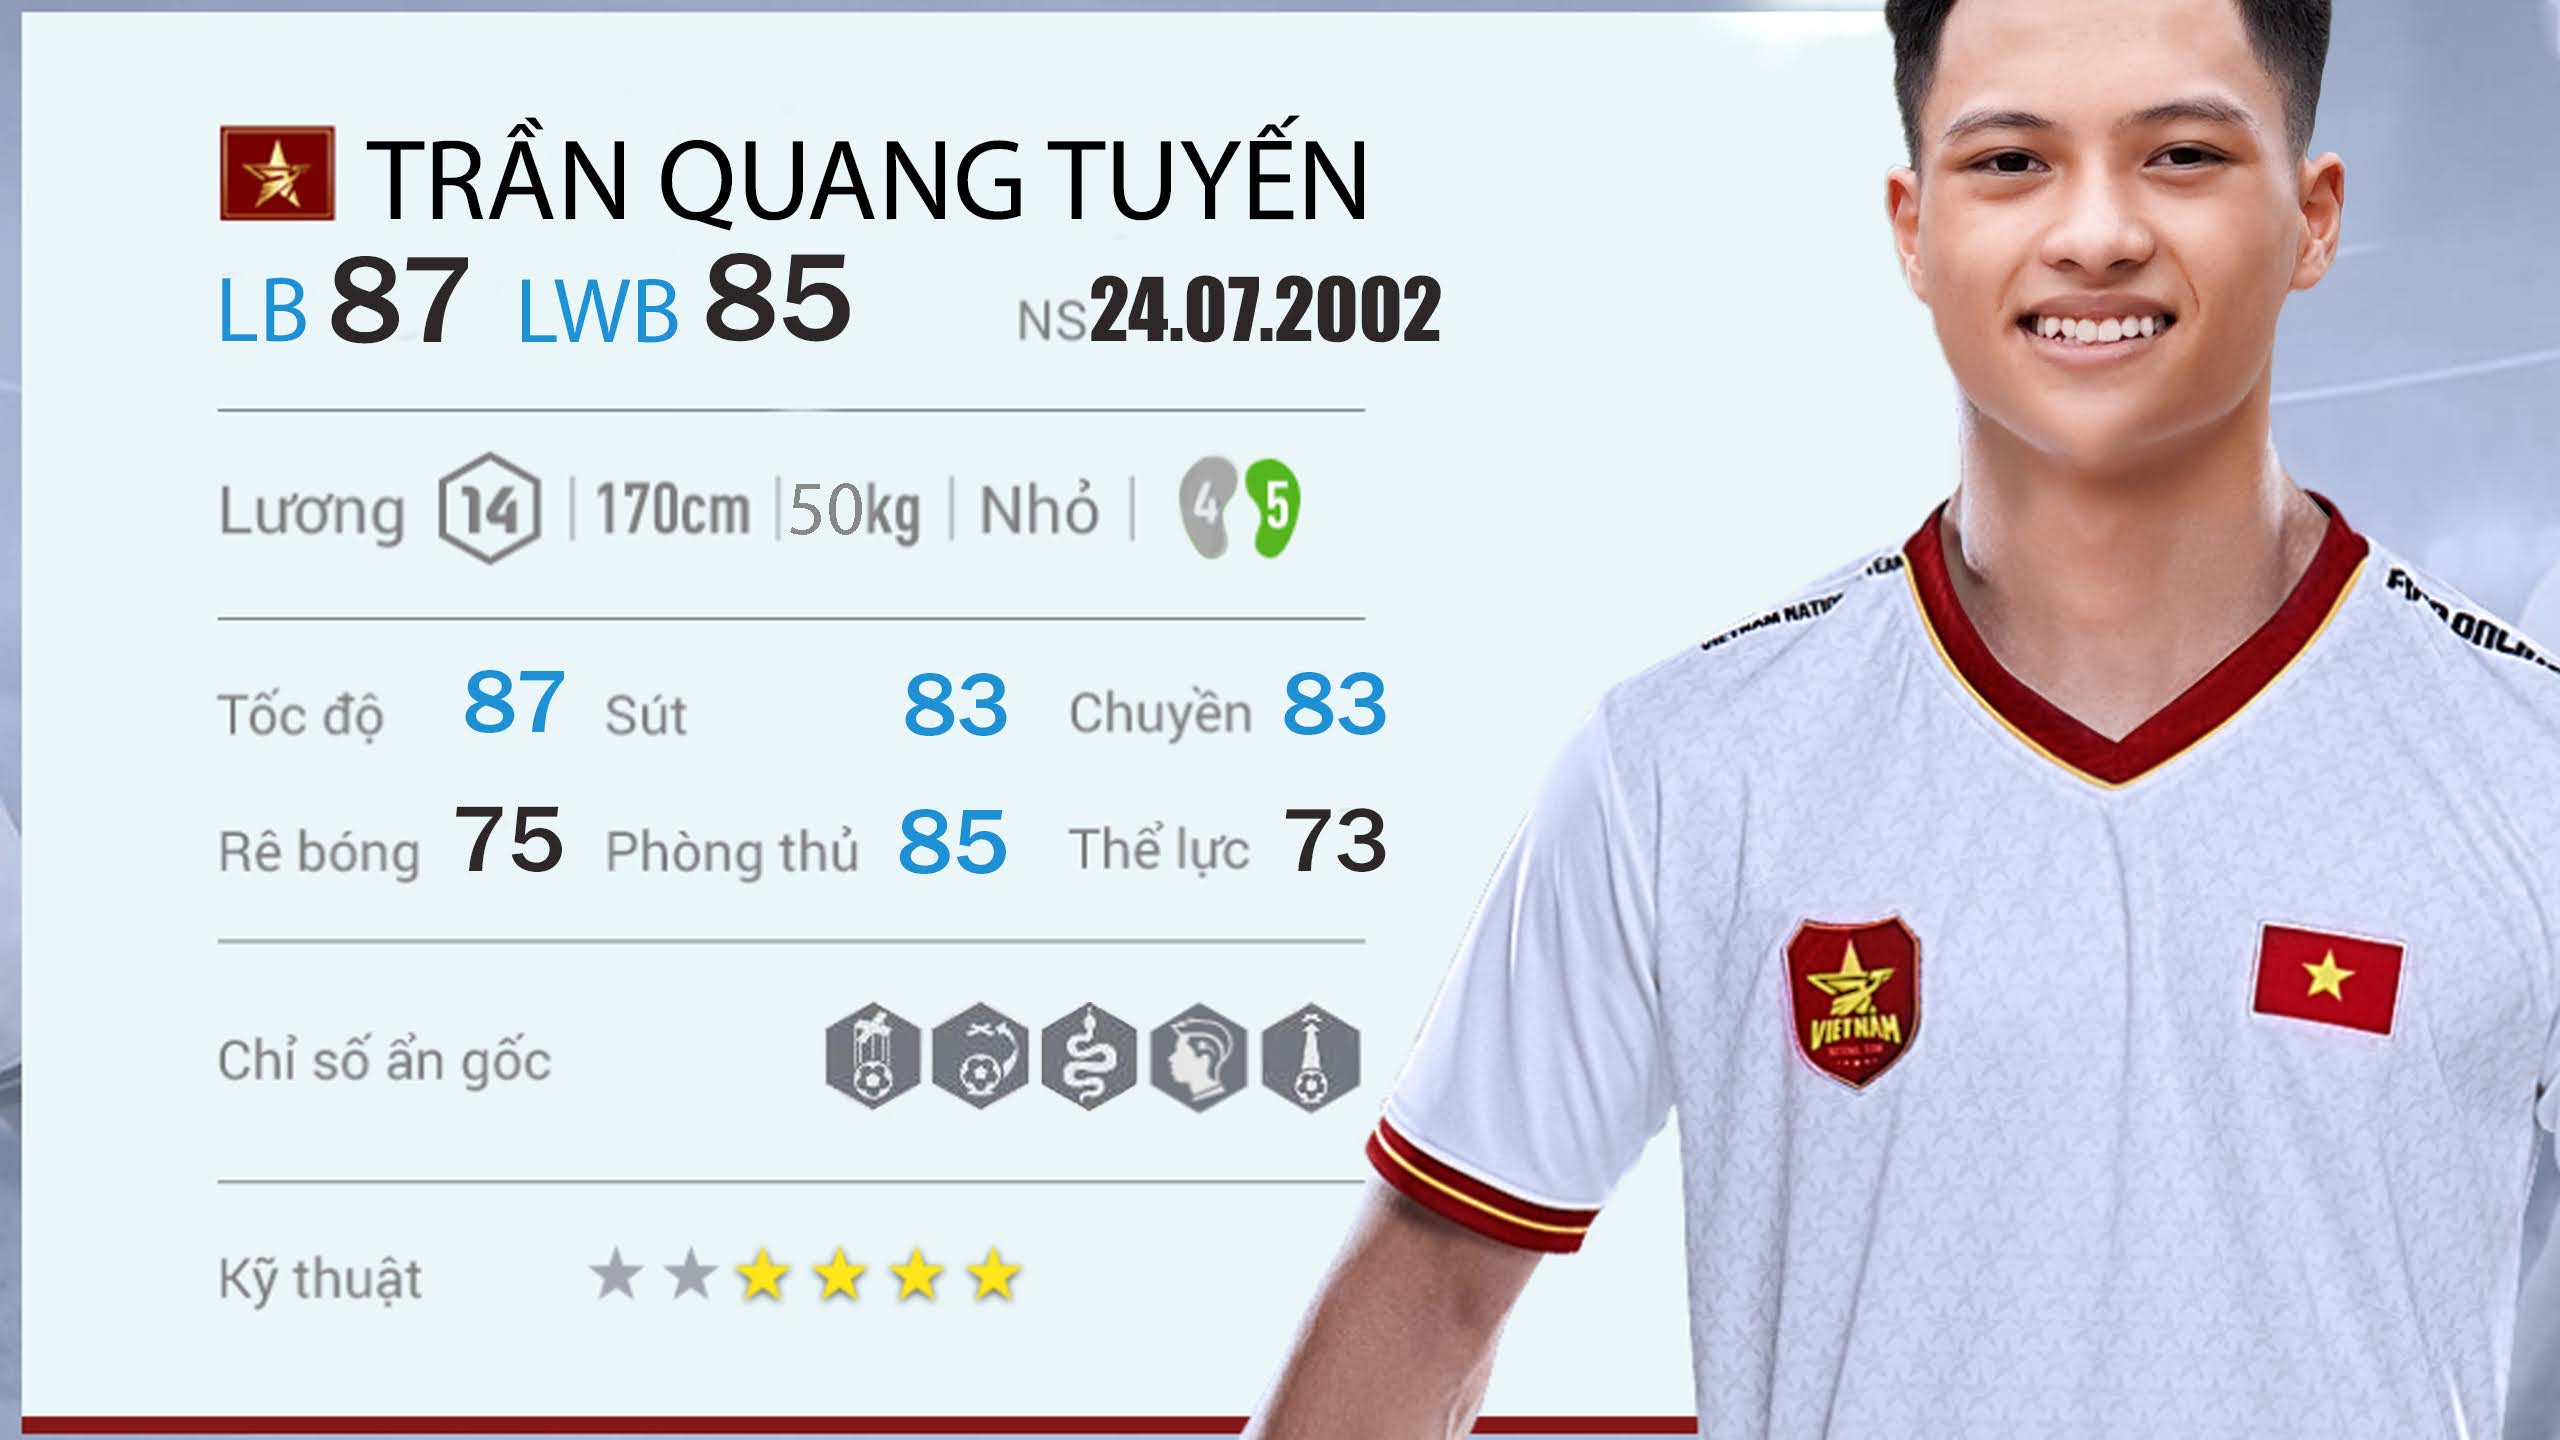 TRẦN QUANG TUYẾN
LB 87 LWB 85 NS 24.07.2002
Lương 14 170cm 50kg Nhỏ 4 5
Tốc độ 87 Sút 83 Chuyền 83
Rê bóng 75 Phòng thủ 85 Thể lực 73
Chỉ số ẩn gốc
Kỹ thuật
VIETNAM